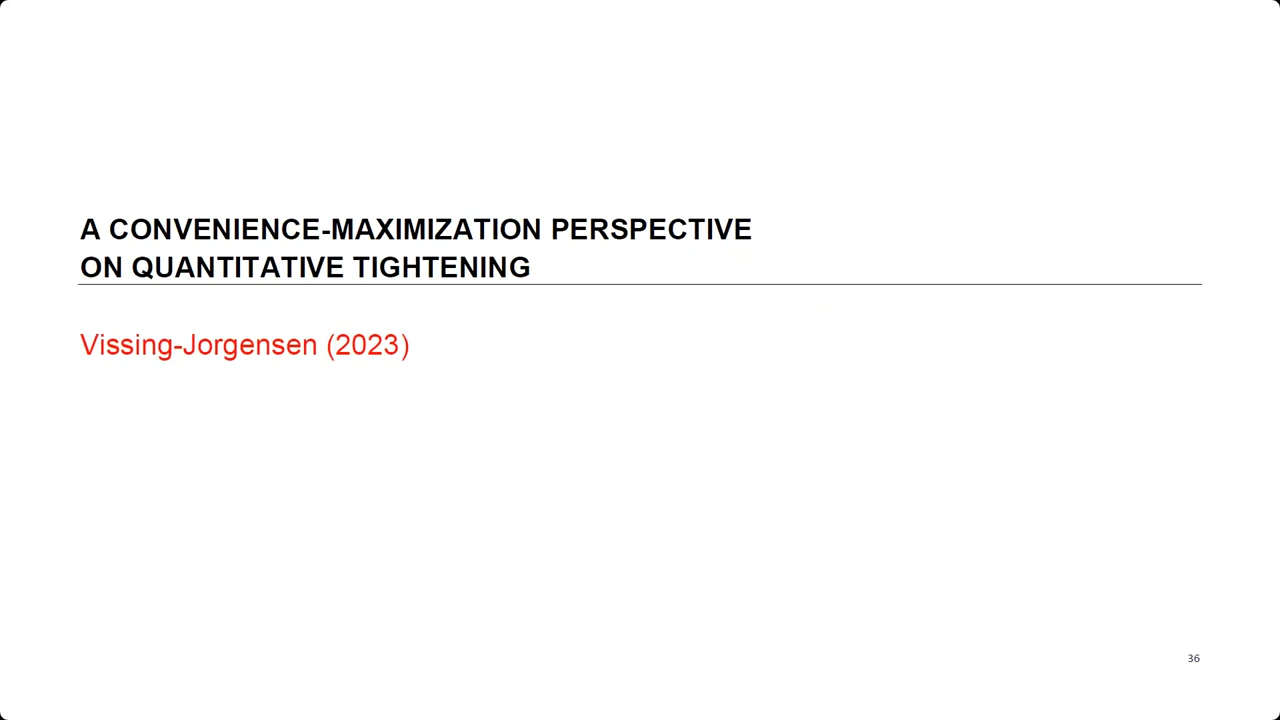 A CONVENIENCE-MAXIMIZATION PERSPECTIVE
ON QUANTITATIVE TIGHTENING
Vissing-Jorgensen (2023)
36